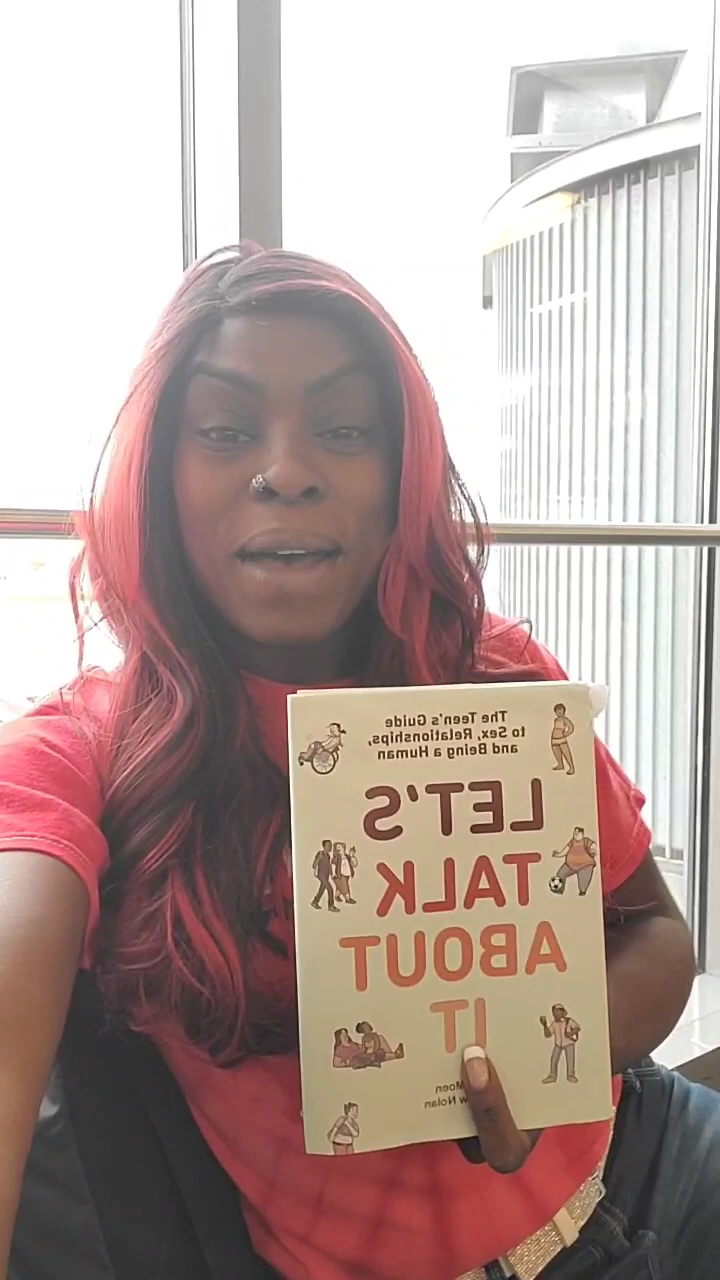 The Teen's Guide
to Sex, Relationships,
and Being a Human
LET'S
TALK
ABOUT
IT
Moen
w Nolan